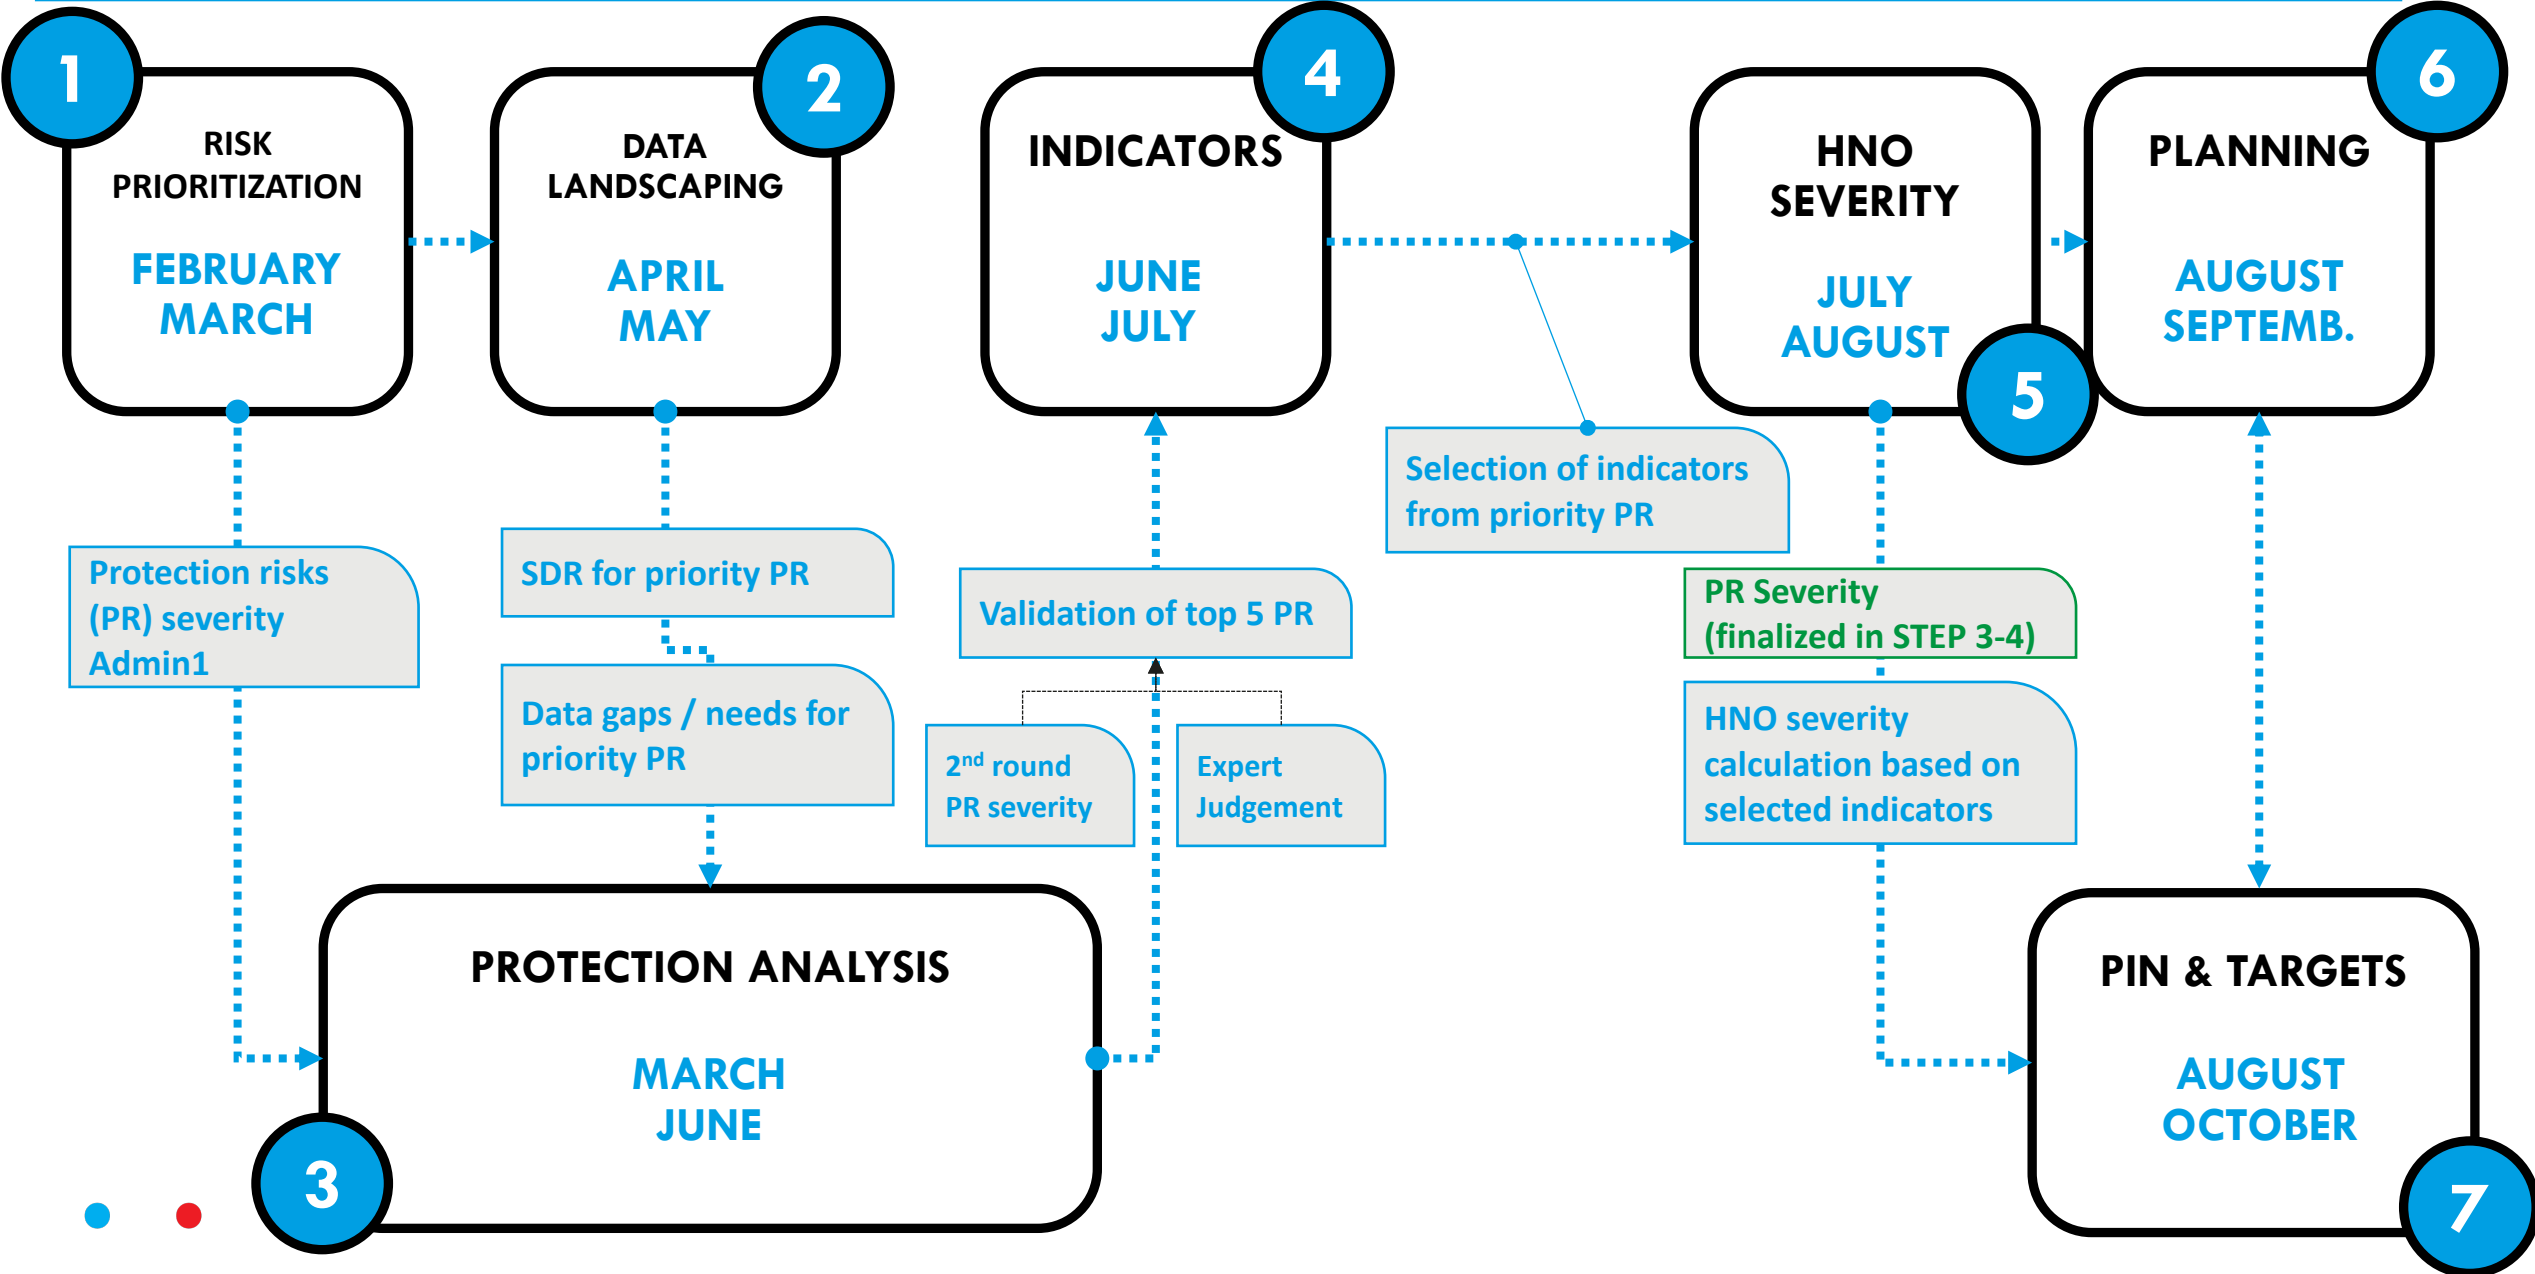 1
RISK
PRIORITIZATION
FEBRUARY
MARCH
2
DATA
LANDSCAPING
APRIL
MAY
4
INDICATORS
JUNE
JULY
HNO
SEVERITY
JULY
AUGUST
5
6
PLANNING
AUGUST
SEPTEMB.
Protection risks
(PR) severity
Admin1
SDR for priority PR
Data gaps / needs for
priority PR
Validation of top 5 PR
2nd round
PR severity
Expert
Judgement
Selection of indicators
from priority PR
PR Severity
(finalized in STEP 3-4)
HNO severity
calculation based on
selected indicators
PROTECTION ANALYSIS
MARCH
JUNE
3
PIN & TARGETS
AUGUST
OCTOBER
7